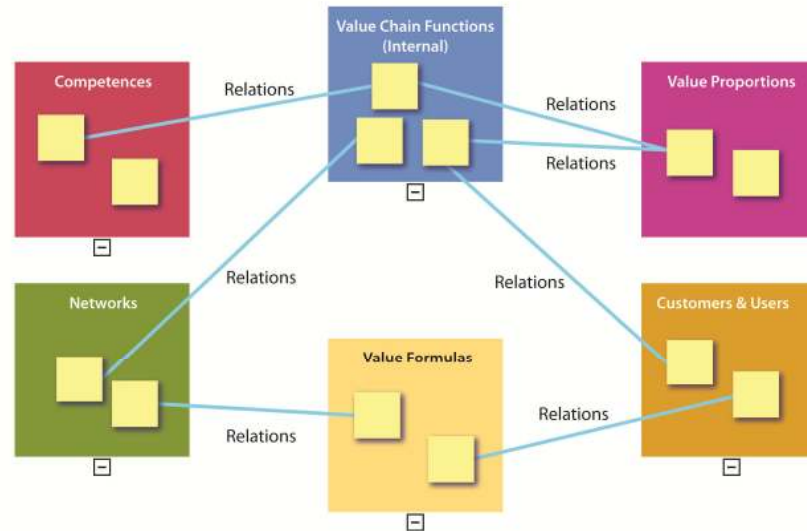 Value Chain Functions
(Internal)
Competences
Value Proportions
Relations
Relations
Relations
Relations
Relations
Networks
Customers & Users
Value Formulas
Relations
Relations